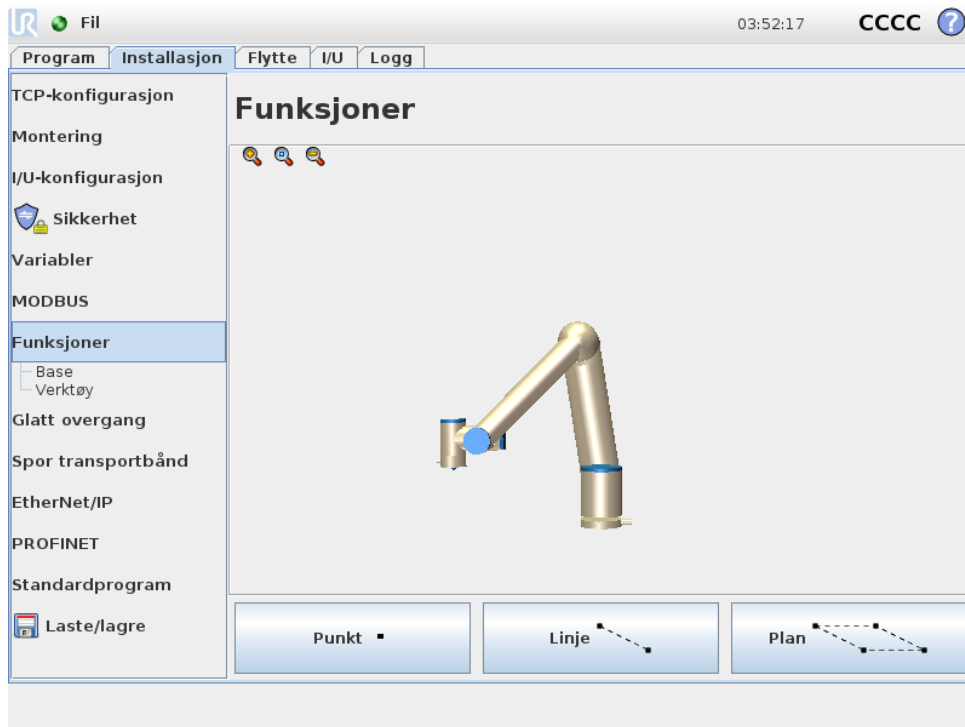 UR Fil 03:52:17 CCCC ?
Program Installasjon Flytte I/U Logg
TCP-konfigurasjon
Montering
I/U-konfigurasjon
Sikkerhet
Variabler
MODBUS
Funksjoner
Base
Verktøy
Glatt overgang
Spor transportbånd
EtherNet/IP
PROFINET
Standardprogram
Laste/lagre
Funksjoner
Punkt
Linje
Plan